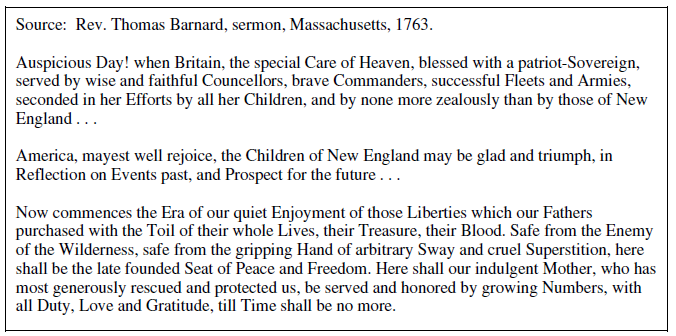 Source:  Rev. Thomas Barnard, sermon, Massachusetts, 1763.
Auspicious Day! when Britain, the special Care of Heaven, blessed with a patriot-Sovereign,
served by wise and faithful Councellors, brave Commanders, successful Fleets and Armies,
seconded in her Efforts by all her Children, and by none more zealously than by those of New
England . . .
America, mayest well rejoice, the Children of New England may be glad and triumph, in
Reflection on Events past, and Prospect for the future . . .
Now commences the Era of our quiet Enjoyment of those Liberties which our Fathers
purchased with the Toil of their whole Lives, their Treasure, their Blood. Safe from the Enemy
of the Wilderness, safe from the gripping Hand of arbitrary Sway and cruel Superstition, here
shall be the late founded Seat of Peace and Freedom. Here shall our indulgent Mother, who has
most generously rescued and protected us, be served and honored by growing Numbers, with
all Duty, Love and Gratitude, till Time shall be no more.